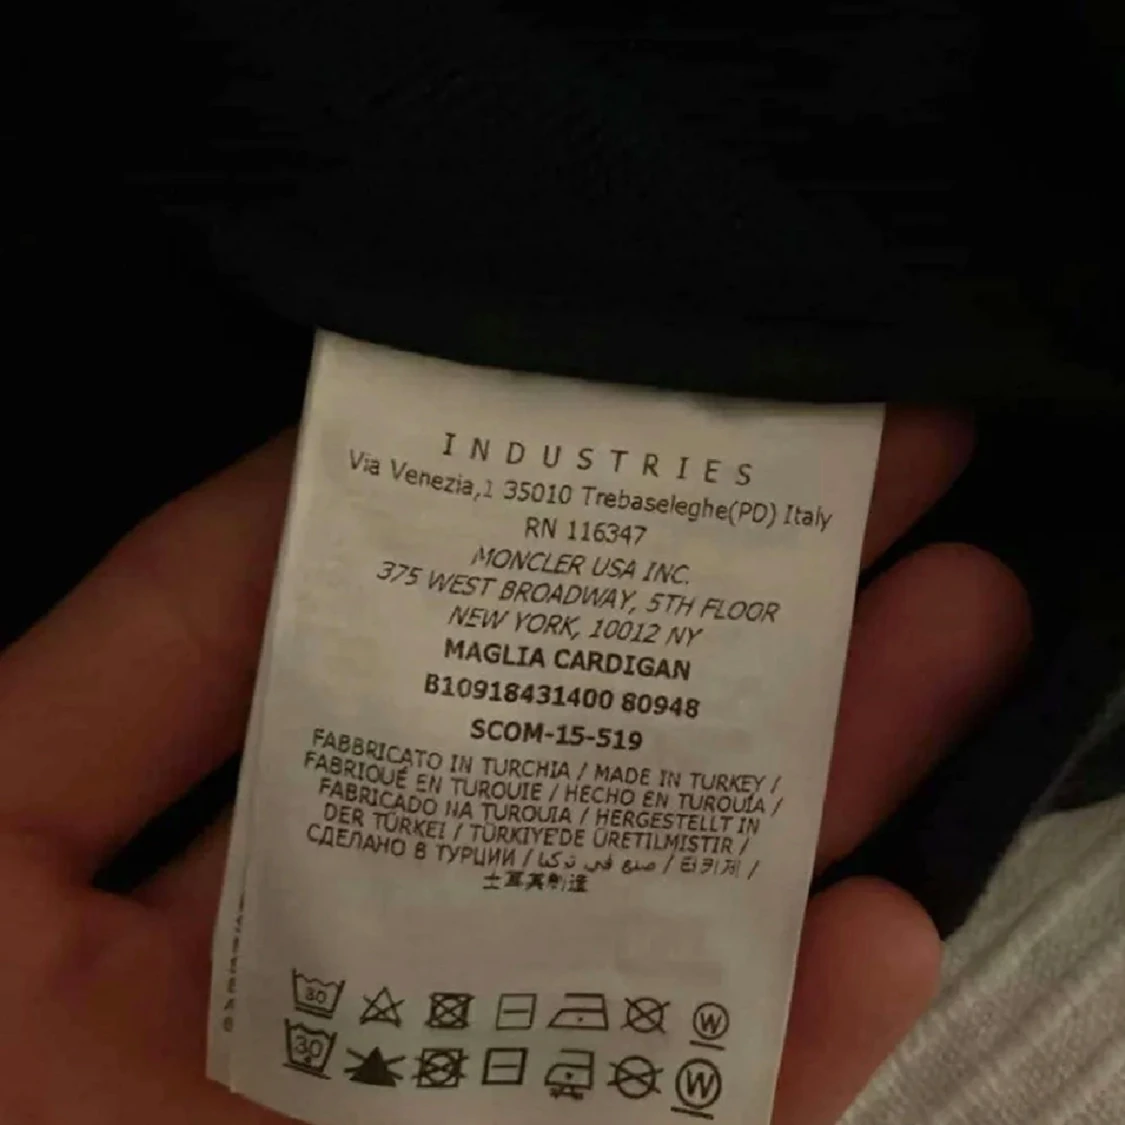 INDUSTRIES
Via Venezia,1 35010 Trebaseleghe(PD) Italy
RN 116347
MONCLER USA INC.
375 WEST BROADWAY, 5TH FLOOR
NEW YORK, 10012 NY
MAGLIA CARDIGAN
B10918431400 80948
SCOM-15-519
FABBRICATO IN TURCHIA / MADE IN TURKEY /
FABRIQUÉ EN TURQUIE / HECHO EN TURQUÍA /
FABRICADO NA TURQUIA / HERGESTELLT IN
DER TÜRKEI / TÜRKIYE'DE ÜRETILMISTIR /
СДЕЛАНО В ТУРЦИИ / صنع في تركيا / 터키제 /
土耳其制造
30
W
30
W